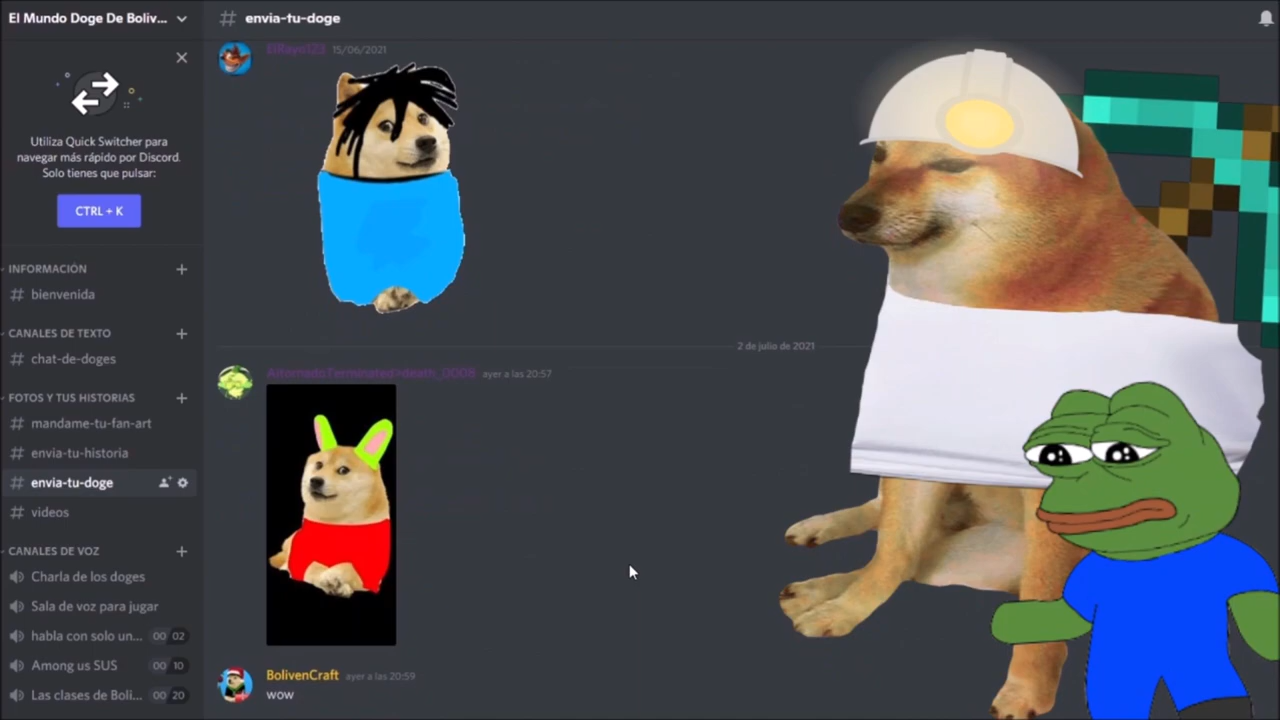 El Mundo Doge De Boliv...
Utiliza Quick Switcher para
navegar más rápido por Discord.
Solo tienes que pulsar:
CTRL + K
INFORMACIÓN
bienvenida
CANALES DE TEXTO
chat-de-doges
FOTOS Y TUS HISTORIAS
mandame-tu-fan-art
envia-tu-historia
envia-tu-doge
videos
CANALES DE VOZ
Charla de los doges
Sala de voz para jugar
habla con solo un... 00 02
Among us SUS 00 10
Las clases de Boli... 00 20
# envia-tu-doge
ElRayo123 15/06/2021
2 de julio de 2021
AltornadoTerminated>death_0008 ayer a las 20:57
BolivenCraft ayer a las 20:59
wow